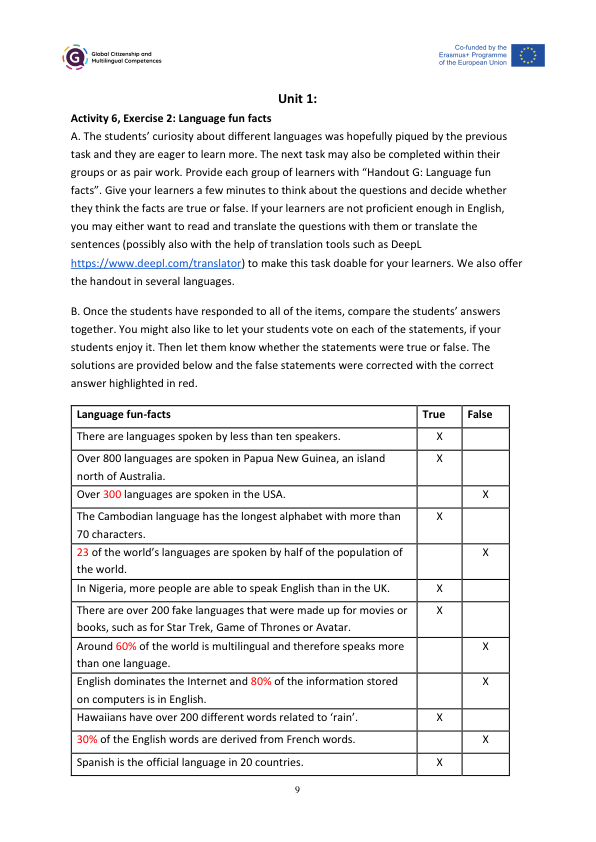 Global Citizenship and
Multilingual Competences
Co-funded by the
Erasmus+ Programme
of the European Union
Unit 1:
Activity 6, Exercise 2: Language fun facts
A. The students’ curiosity about different languages was hopefully piqued by the previous
task and they are eager to learn more. The next task may also be completed within their
groups or as pair work. Provide each group of learners with “Handout G: Language fun
facts”. Give your learners a few minutes to think about the questions and decide whether
they think the facts are true or false. If your learners are not proficient enough in English,
you may either want to read and translate the questions with them or translate the
sentences (possibly also with the help of translation tools such as DeepL
https://www.deepl.com/translator) to make this task doable for your learners. We also offer
the handout in several languages.
B. Once the students have responded to all of the items, compare the students’ answers
together. You might also like to let your students vote on each of the statements, if your
students enjoy it. Then let them know whether the statements were true or false. The
solutions are provided below and the false statements were corrected with the correct
answer highlighted in red.
Language fun-facts True False
There are languages spoken by less than ten speakers. X
Over 800 languages are spoken in Papua New Guinea, an island X
north of Australia.
Over 300 languages are spoken in the USA. X
The Cambodian language has the longest alphabet with more than X
70 characters.
23 of the world’s languages are spoken by half of the population of X
the world.
In Nigeria, more people are able to speak English than in the UK. X
There are over 200 fake languages that were made up for movies or X
books, such as for Star Trek, Game of Thrones or Avatar.
Around 60% of the world is multilingual and therefore speaks more X
than one language.
English dominates the Internet and 80% of the information stored X
on computers is in English.
Hawaiians have over 200 different words related to ‘rain’. X
30% of the English words are derived from French words. X
Spanish is the official language in 20 countries. X
9